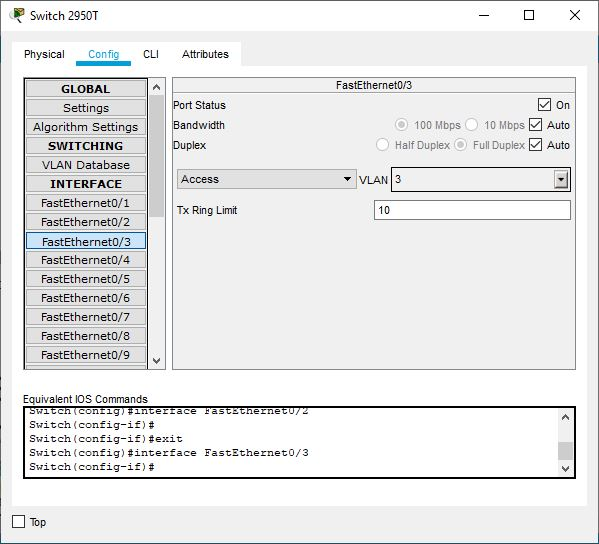 Switch 2950T
Physical Config CLI Attributes
GLOBAL
Settings
Algorithm Settings
SWITCHING
VLAN Database
INTERFACE
FastEthernet0/1
FastEthernet0/2
FastEthernet0/3
FastEthernet0/4
FastEthernet0/5
FastEthernet0/6
FastEthernet0/7
FastEthernet0/8
FastEthernet0/9
FastEthernet0/3
Port Status On
Bandwidth 100 Mbps 10 Mbps Auto
Duplex Half Duplex Full Duplex Auto
Access VLAN 3
Tx Ring Limit 10
Equivalent IOS Commands
Switch(config)#interface FastEthernet0/2
Switch(config-if)#
Switch(config-if)#exit
Switch(config)#interface FastEthernet0/3
Switch(config-if)#
Top